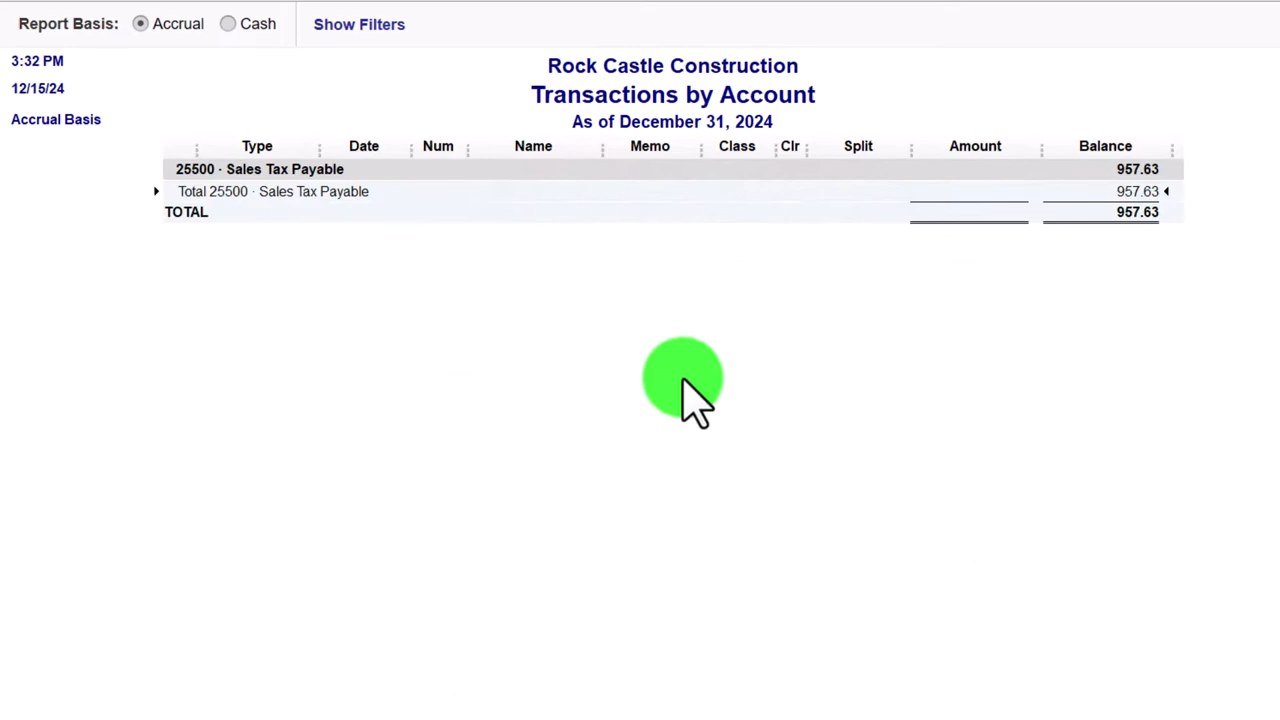 Report Basis: Accrual Cash Show Filters
3:32 PM
12/15/24
Accrual Basis
Rock Castle Construction
Transactions by Account
As of December 31, 2024
Type Date Num Name Memo Class Clr Split Amount Balance
25500 · Sales Tax Payable 957.63
Total 25500 · Sales Tax Payable 957.63
TOTAL 957.63